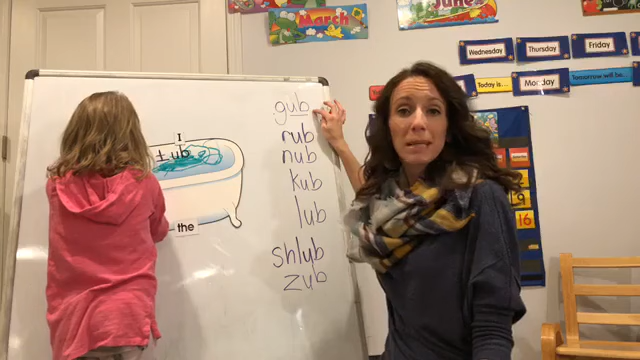 March
June
Wednesday
Thursday
Friday
Today is...
Monday
Tomorrow will be...
I
tub
the
gub
rub
nub
kub
lub
shlub
zub
16